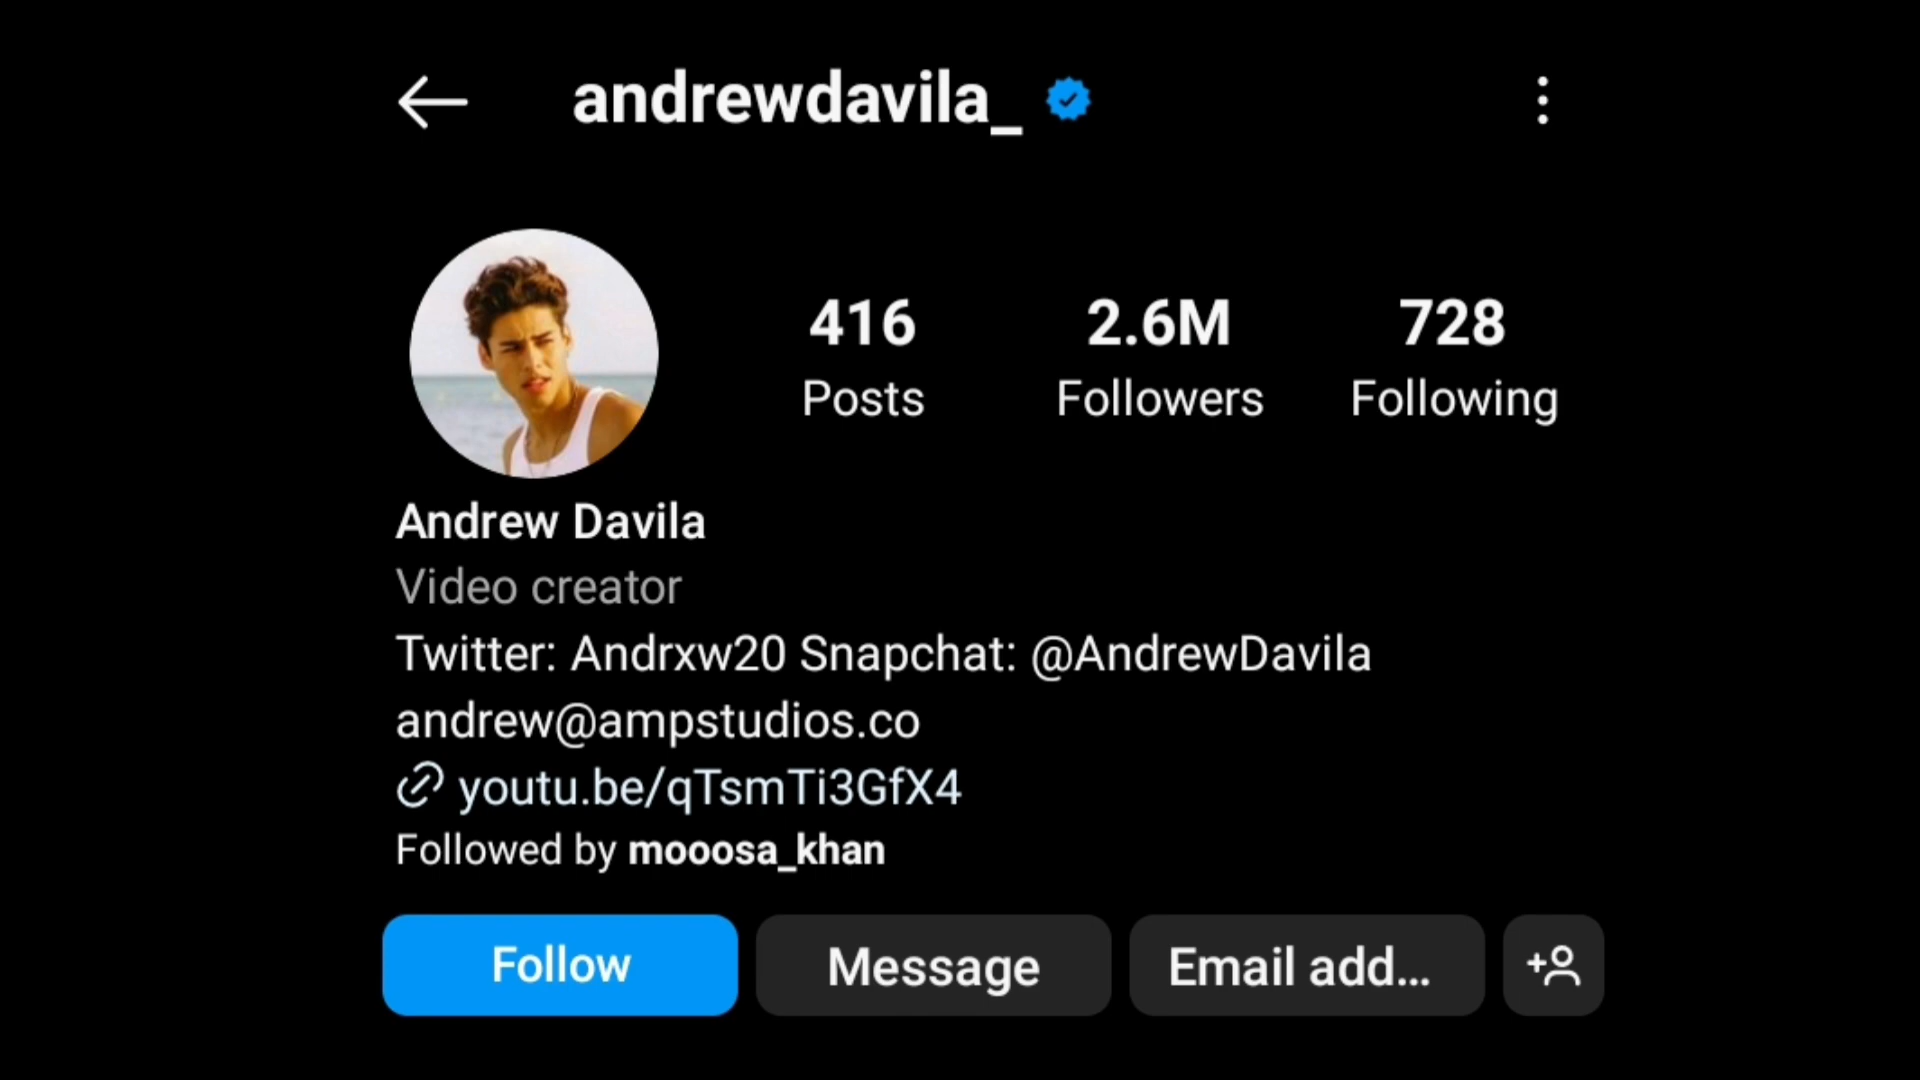 andrewdavila_
416 2.6M 728
Posts Followers Following
Andrew Davila
Video creator
Twitter: Andrxw20 Snapchat: @AndrewDavila
andrew@ampstudios.co
youtu.be/qTsmTi3GfX4
Followed by mooosa_khan
Follow Message Email add...